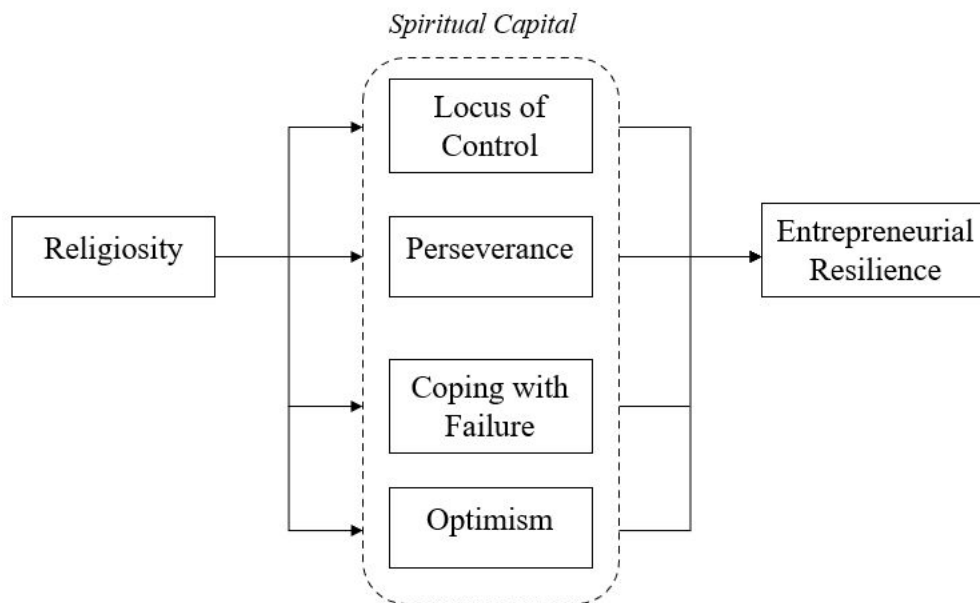 Spiritual Capital
Locus of
Control
Religiosity
Perseverance
Entrepreneurial
Resilience
Coping with
Failure
Optimism